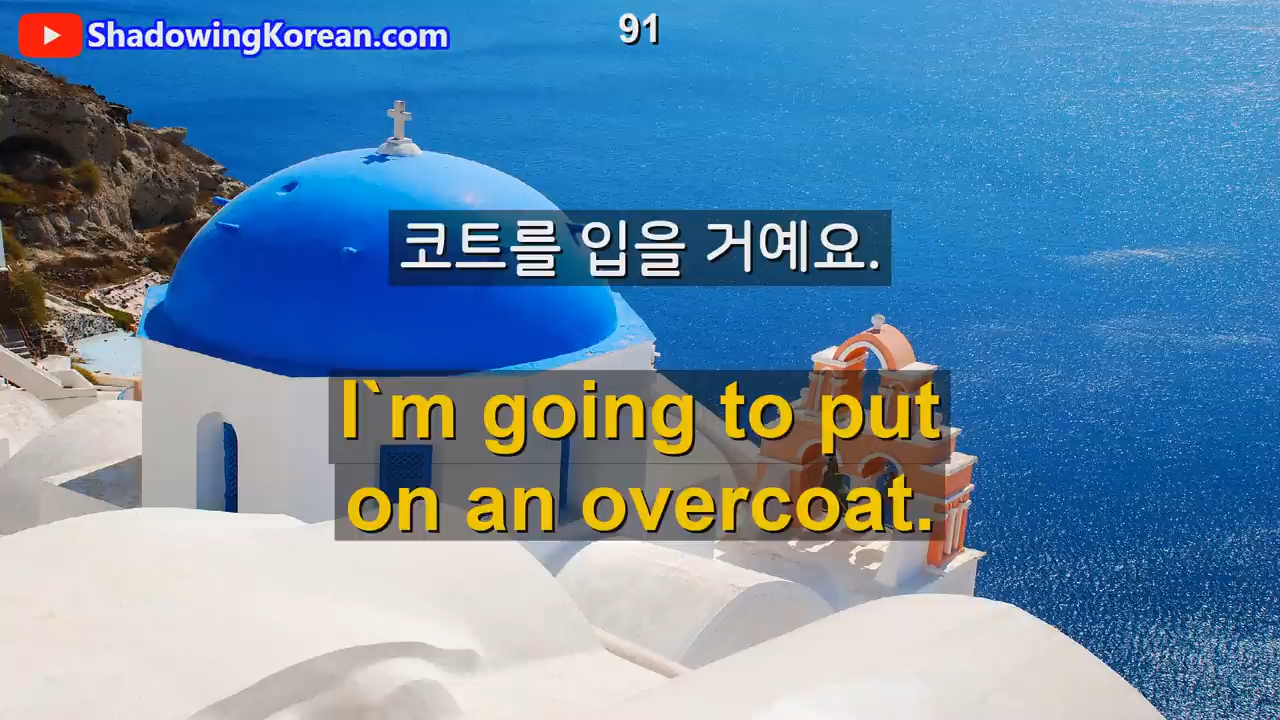 ShadowingKorean.com
91
코트를 입을 거예요.
I`m going to put
on an overcoat.